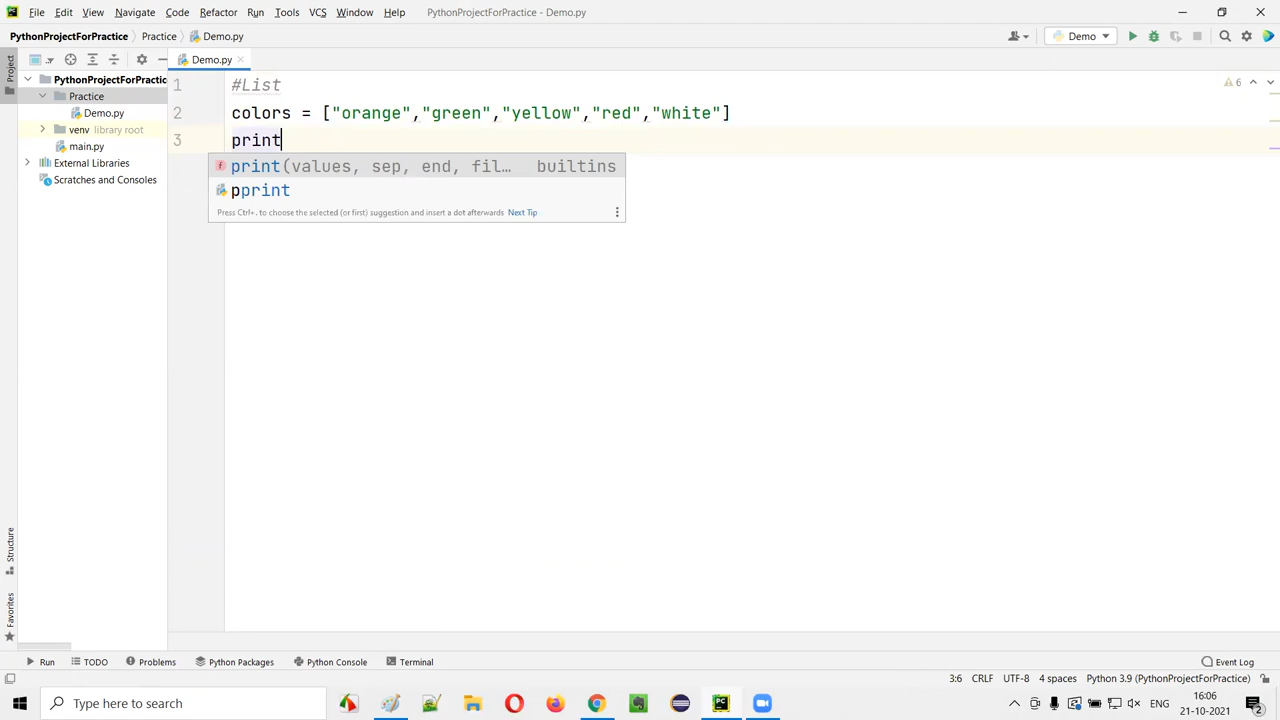 File Edit View Navigate Code Refactor Run Tools VCS Window Help PythonProjectForPractice - Demo.py
PythonProjectForPractice Practice Demo.py Demo
Project
Demo.py
PythonProjectForPractic
Practice
Demo.py
venv library root
main.py
External Libraries
Scratches and Consoles
1 #List
2 colors = ["orange","green","yellow","red","white"]
3 print
6
print(values, sep, end, fil… builtins
pprint
Press Ctrl+. to choose the selected (or first) suggestion and insert a dot afterwards Next Tip
Structure
Favorites
Run TODO Problems Python Packages Python Console Terminal Event Log
3:6 CRLF UTF-8 4 spaces Python 3.9 (PythonProjectForPractice)
Type here to search
PC
ENG
16:06
21-10-2021
2